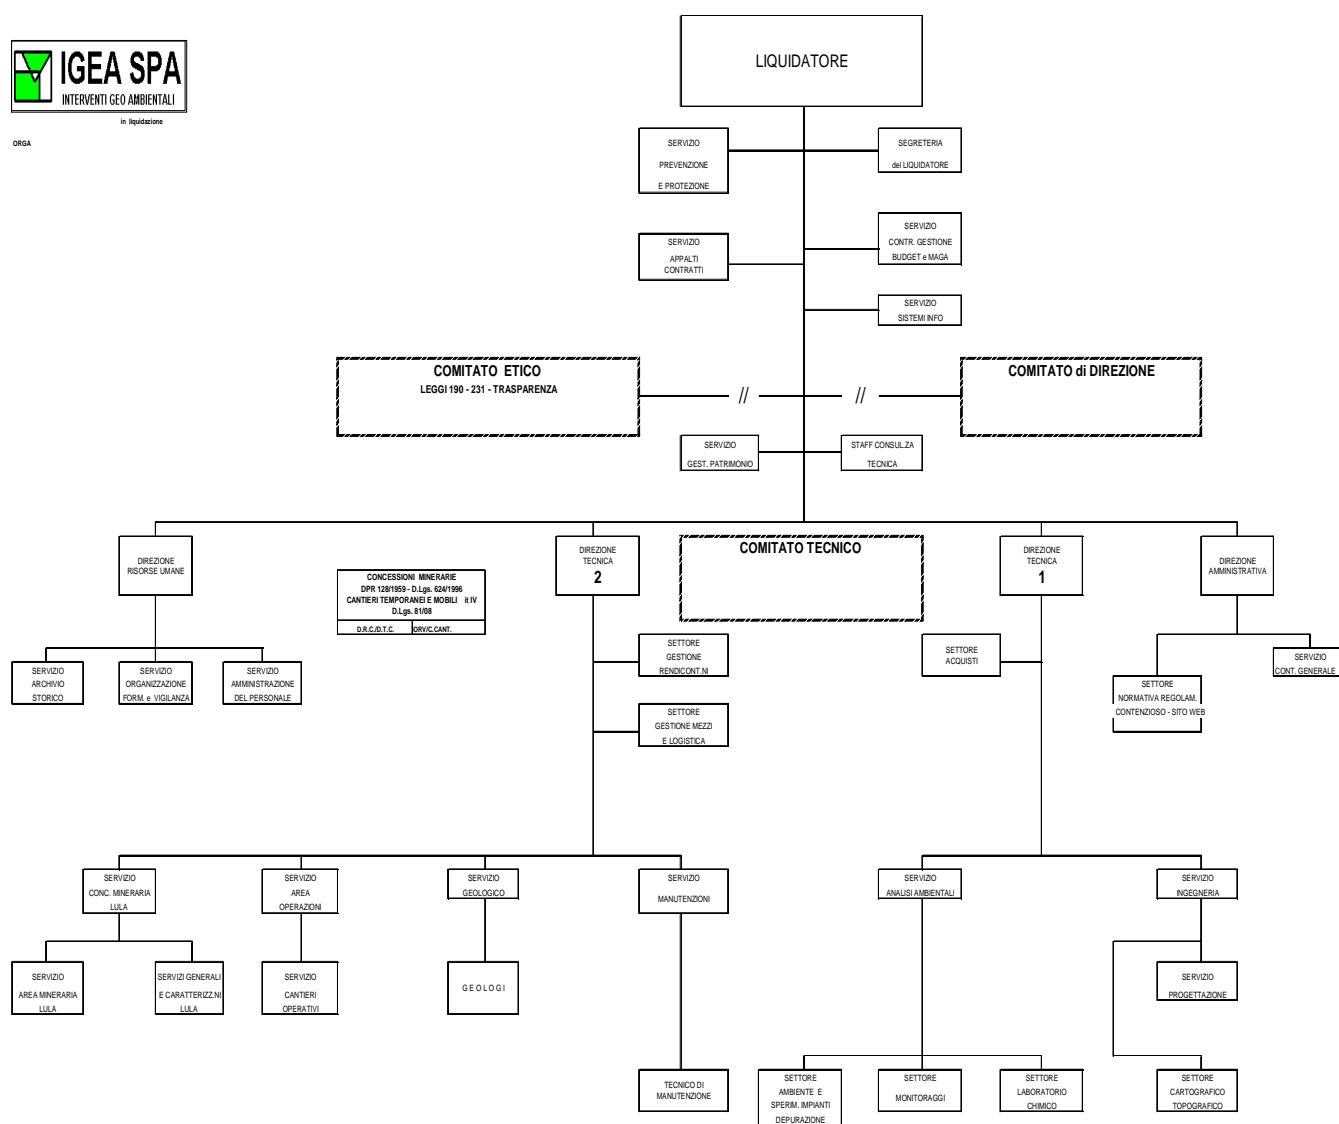 LIQUIDATORE
IGEA SPA
INTERVENTI GEO AMBIENTALI
in liquidazione
ORGA
SERVIZIO
PREVENZIONE
E PROTEZIONE
SEGRETERIA
del LIQUIDATORE
SERVIZIO
APPALTI
CONTRATTI
SERVIZIO
CONTR. GESTIONE
BUDGET e MAGA
SERVIZIO
SISTEMI INFO
COMITATO ETICO
LEGGI 190 - 231 - TRASPARENZA
//
//
COMITATO di DIREZIONE
SERVIZIO
GEST. PATRIMONIO
STAFF CONSUL.ZA
TECNICA
DIREZIONE
RISORSE UMANE
CONCESSIONI MINERARIE
DPR 128/1959 - D.Lgs. 624/1996
CANTIERI TEMPORANEI E MOBILI it IV
D.Lgs. 81/08
D.R.C./D.T.C.
ORV/C.CANT.
DIREZIONE
TECNICA
2
COMITATO TECNICO
DIREZIONE
TECNICA
1
DIREZIONE
AMMINISTRATIVA
SERVIZIO
ARCHIVIO
STORICO
SERVIZIO
ORGANIZZAZIONE
FORM. e VIGILANZA
SERVIZIO
AMMINISTRAZIONE
DEL PERSONALE
SETTORE
GESTIONE
RENDICONT.NI
SETTORE
GESTIONE MEZZI
E LOGISTICA
SETTORE
ACQUISTI
SETTORE
NORMATIVA REGOLAM.
CONTENZIOSO - SITO WEB
SERVIZIO
CONT. GENERALE
SERVIZIO
CONC. MINERARIA
LULA
SERVIZIO
AREA
OPERAZIONI
SERVIZIO
GEOLOGICO
SERVIZIO
MANUTENZIONI
SERVIZIO
ANALISI AMBIENTALI
SERVIZIO
INGEGNERIA
SERVIZIO
AREA MINERARIA
LULA
SERVIZI GENERALI
E CARATTERIZZ.NI
LULA
SERVIZIO
CANTIERI
OPERATIVI
GEOLOGI
SERVIZIO
PROGETTAZIONE
TECNICO DI
MANUTENZIONE
SETTORE
AMBIENTE E
SPERIM. IMPIANTI
DEPURAZIONE
SETTORE
MONITORAGGI
SETTORE
LABORATORIO
CHIMICO
SETTORE
CARTOGRAFICO
TOPOGRAFICO